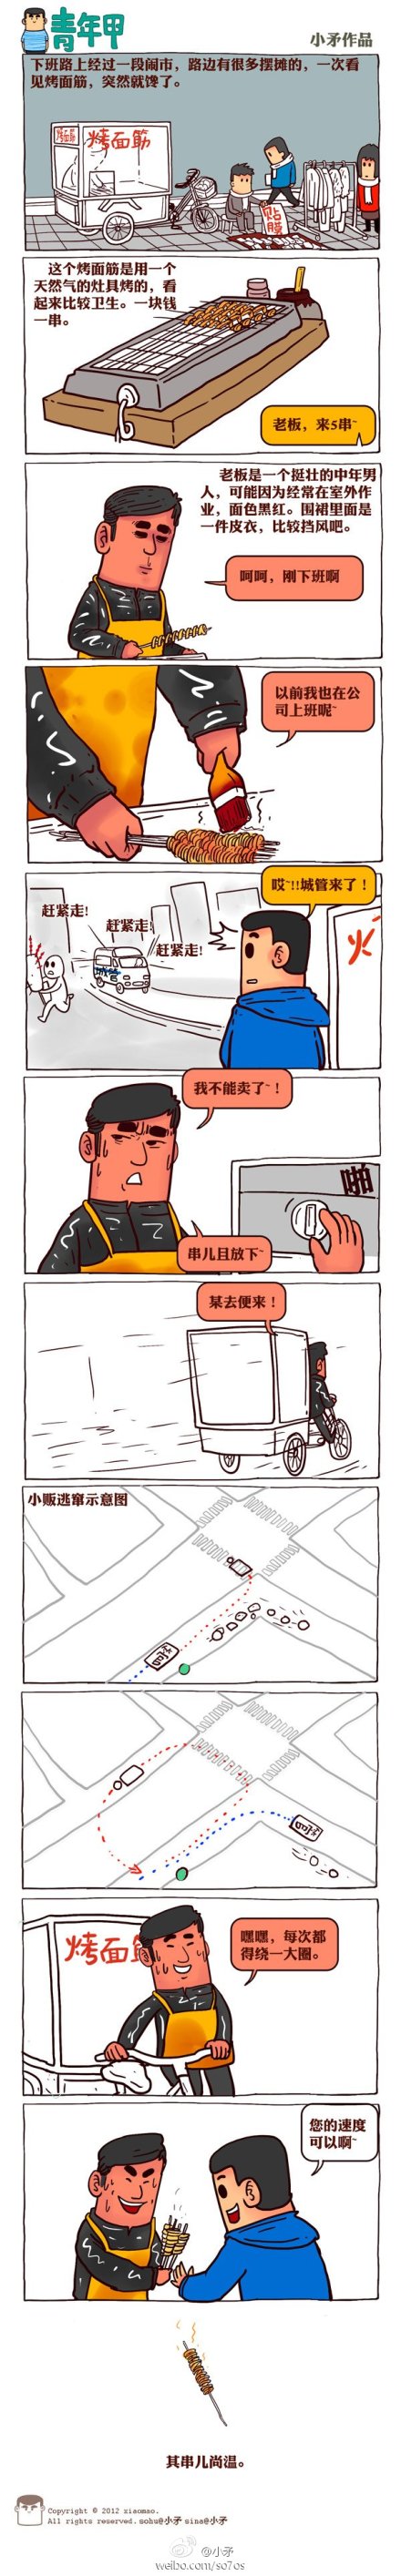 青年甲
小矛作品
下班路上经过一段闹市，路边有很多摆摊的，一次看
见烤面筋，突然就馋了。
烤面筋
烤面筋
贴膜
这个烤面筋是用一个
天然气的灶具烤的，看
起来比较卫生。一块钱
一串。
老板，来5串~
老板是一个挺壮的中年男
人，可能因为经常在室外作
业，面色黑红。围裙里面是
一件皮衣，比较挡风吧。
呵呵，刚下班啊
以前我也在公
司上班呢~
哎~!!城管来了！
赶紧走!
赶紧走!
赶紧走!
火
我不能卖了~！
啪
串儿且放下~
某去便来！
小贩逃窜示意图
烤面
嘿嘿，每次都
得绕一大圈。
您的速度
可以啊~
其串儿尚温。
Copyright © 2012 xiaomao.
All rights reserved. sohu@小矛 sina@小矛
@小矛
weibo.com/so7os